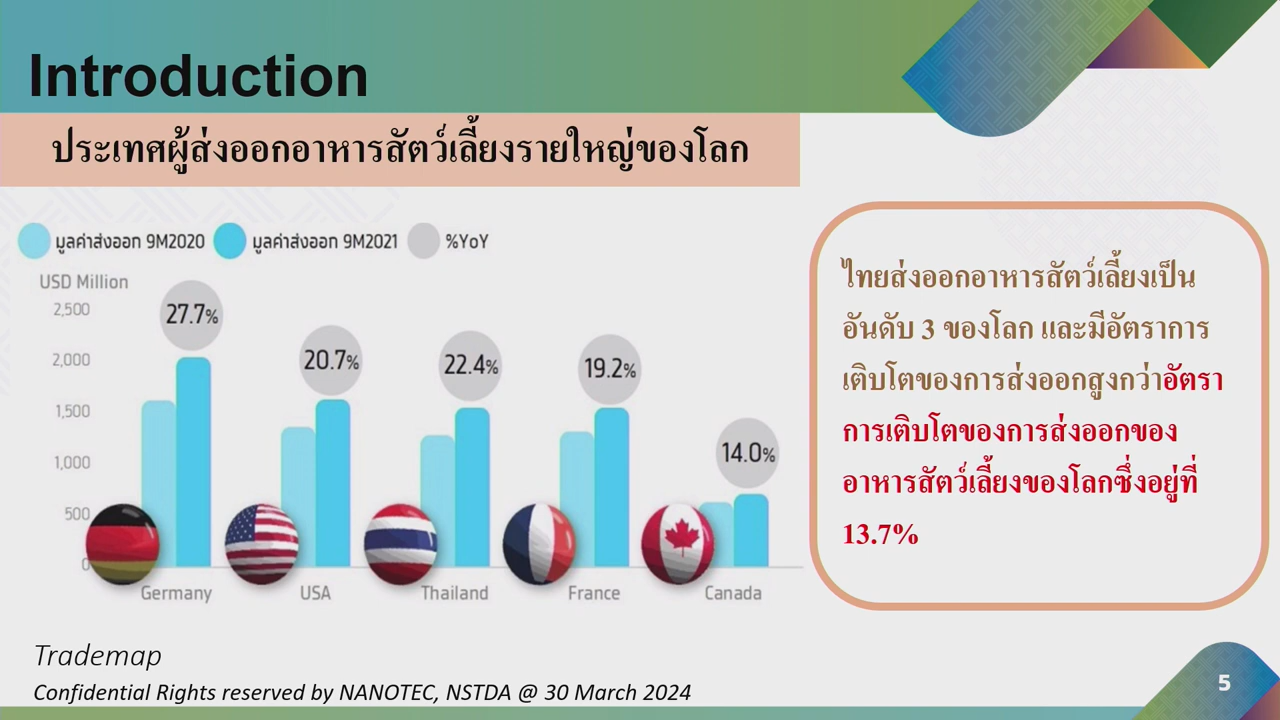 Introduction
ประเทศผู้ส่งออกอาหารสัตว์เลี้ยงรายใหญ่ของโลก
มูลค่าส่งออก 9M2020 มูลค่าส่งออก 9M2021 %YoY
USD Million
2,500
2,000
1,500
1,000
500
0
27.7%
20.7%
22.4%
19.2%
14.0%
Germany USA Thailand France Canada
ไทยส่งออกอาหารสัตว์เลี้ยงเป็น
อันดับ 3 ของโลก และมีอัตราการ
เติบโตของการส่งออกสูงกว่าอัตรา
การเติบโตของการส่งออกของ
อาหารสัตว์เลี้ยงของโลกซึ่งอยู่ที่
13.7%
Trademap
Confidential Rights reserved by NANOTEC, NSTDA @ 30 March 2024
5